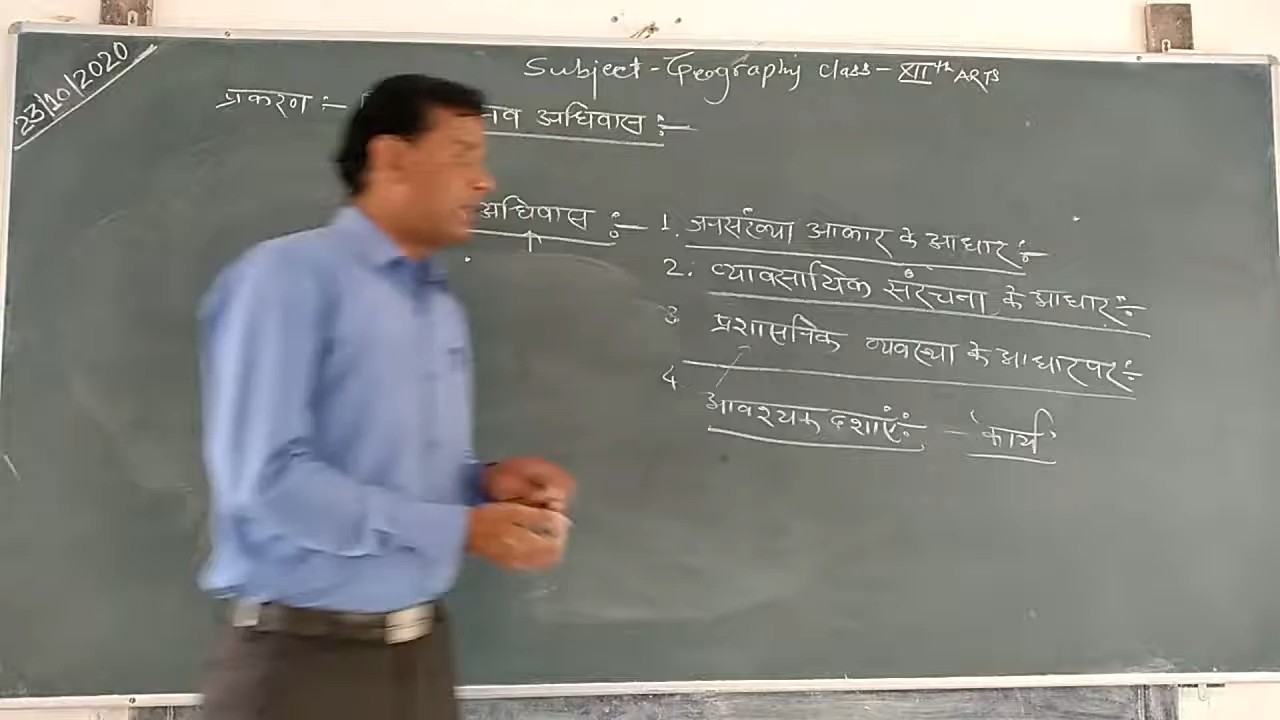 23/10/2020
Subject - Geography Class - XIIth ARTS
प्रकरण :- अधिवास :-
अधिवास :- 1. जनसंख्या आकार के आधार :-
2. व्यावसायिक संरचना के आधार :-
3 प्रशासनिक व्यवस्था के आधार पर :-
4 आवश्यक दशाएं :- - 'कार्य'